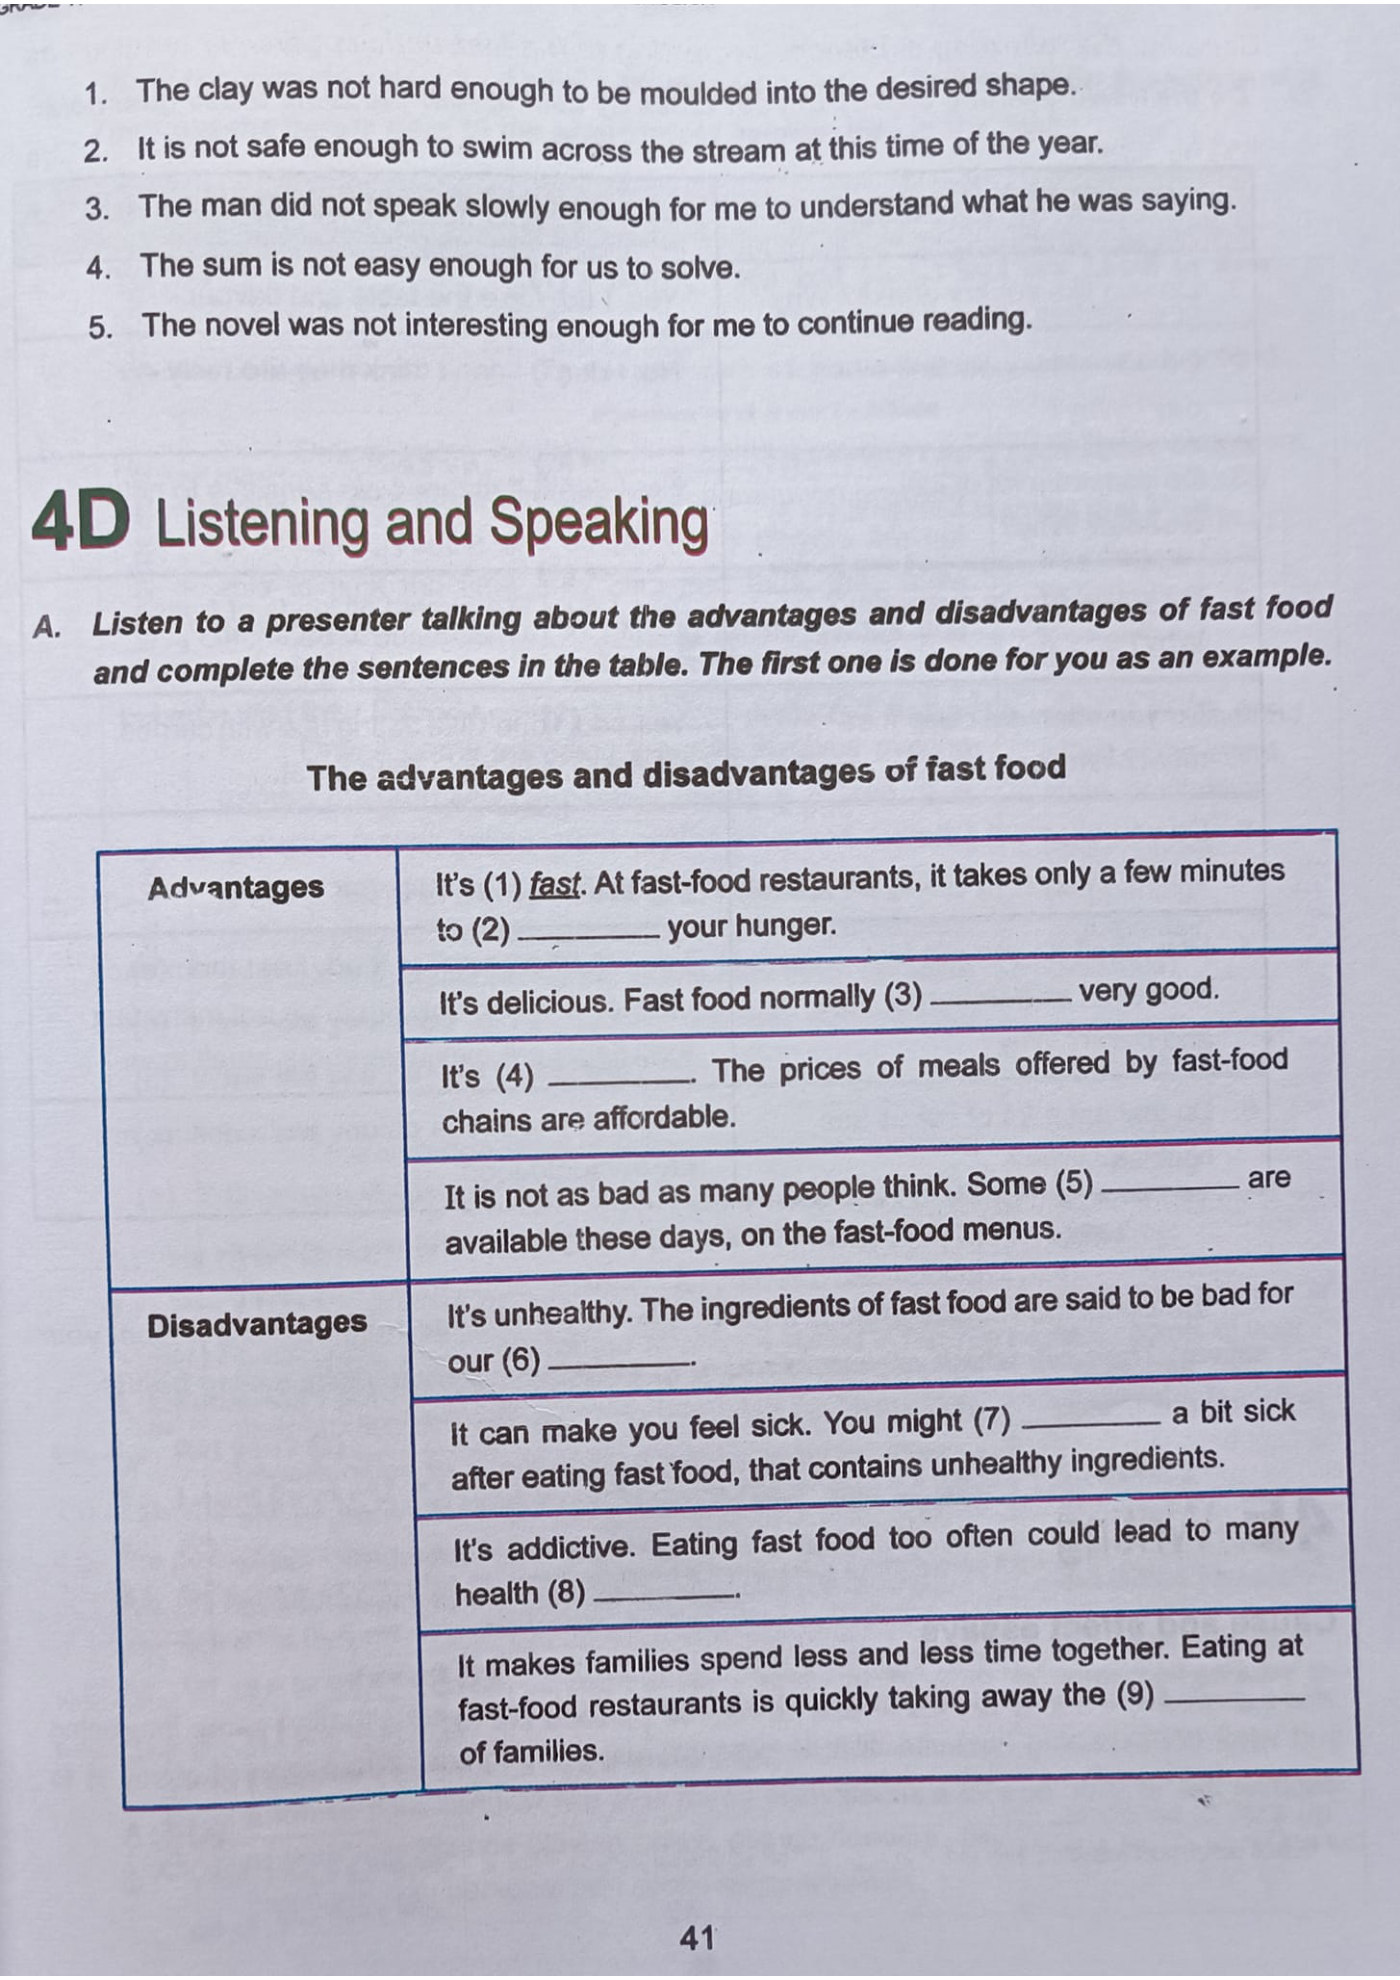 1. The clay was not hard enough to be moulded into the desired shape.
2. It is not safe enough to swim across the stream at this time of the year.
3. The man did not speak slowly enough for me to understand what he was saying.
4. The sum is not easy enough for us to solve.
5. The novel was not interesting enough for me to continue reading.
4D Listening and Speaking
A. Listen to a presenter talking about the advantages and disadvantages of fast food
and complete the sentences in the table. The first one is done for you as an example.
The advantages and disadvantages of fast food
Advantages
It's (1) fast. At fast-food restaurants, it takes only a few minutes
to (2) ________ your hunger.
It's delicious. Fast food normally (3) ________ very good.
It's (4) ________. The prices of meals offered by fast-food
chains are affordable.
It is not as bad as many people think. Some (5) ________ are
available these days, on the fast-food menus.
Disadvantages
It's unhealthy. The ingredients of fast food are said to be bad for
our (6) ________.
It can make you feel sick. You might (7) ________ a bit sick
after eating fast food, that contains unhealthy ingredients.
It's addictive. Eating fast food too often could lead to many
health (8) ________.
It makes families spend less and less time together. Eating at
fast-food restaurants is quickly taking away the (9) ________
of families.
41